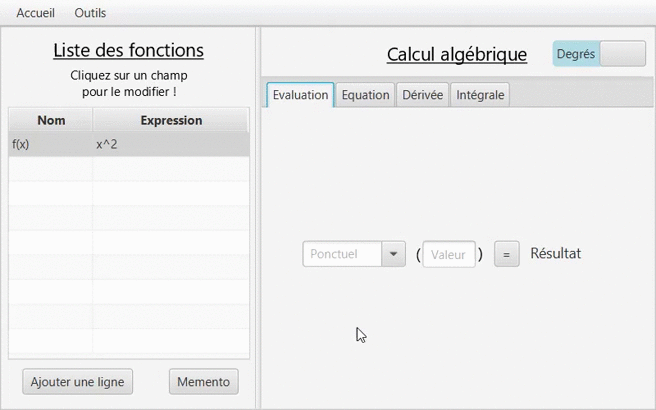 Accueil Outils
Liste des fonctions
Cliquez sur un champ
pour le modifier !
Nom Expression
f(x) x^2
Ajouter une ligne Memento
Calcul algébrique Degrés
Evaluation Equation Dérivée Intégrale
Ponctuel ( Valeur ) = Résultat